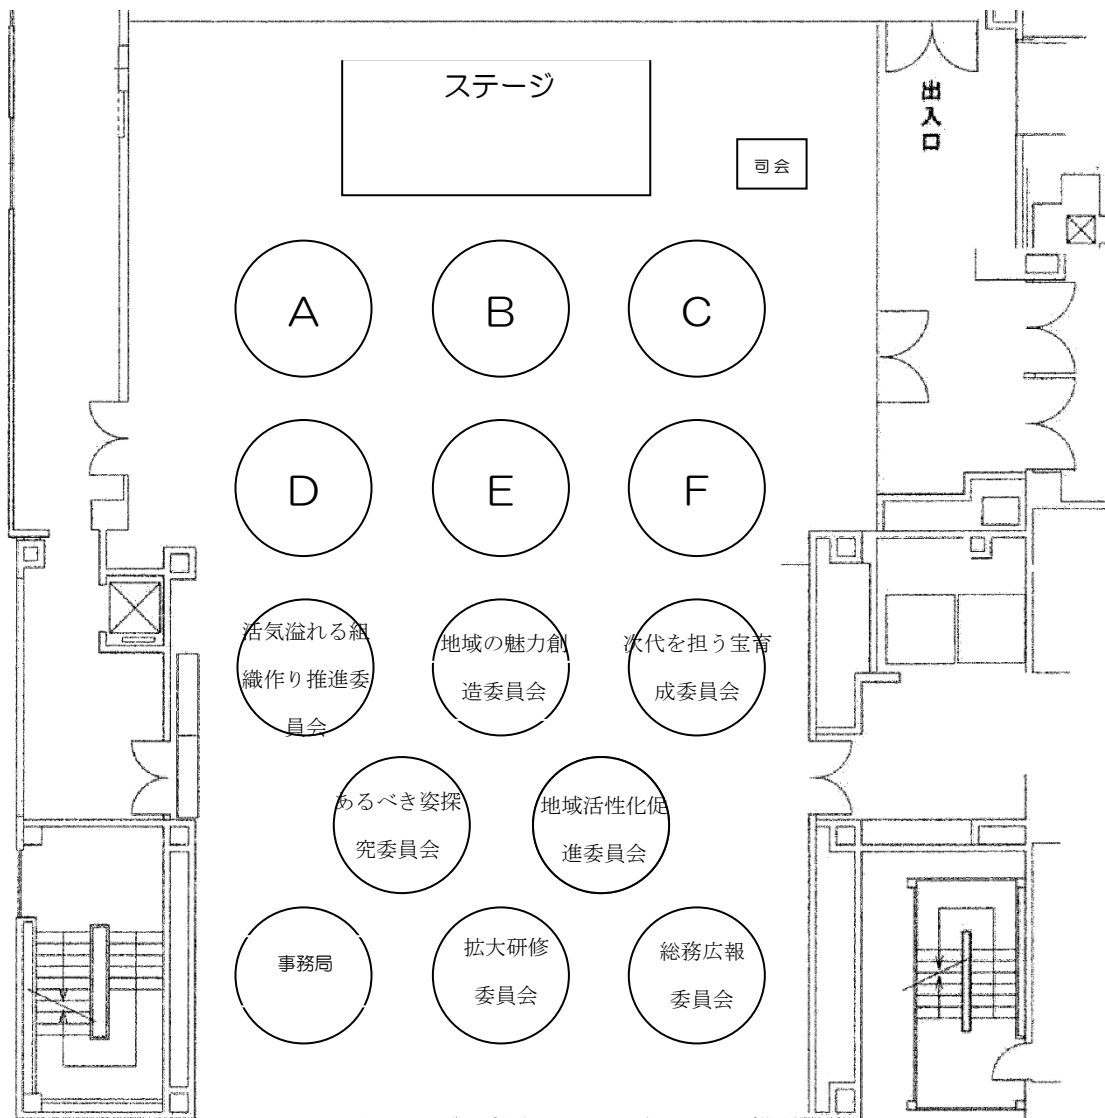 ステージ
出入口
司会
A
B
C
D
E
F
活気溢れる組
織作り推進委
員会
地域の魅力創
造委員会
次代を担う宝育
成委員会
あるべき姿探
究委員会
地域活性化促
進委員会
事務局
拡大研修
委員会
総務広報
委員会